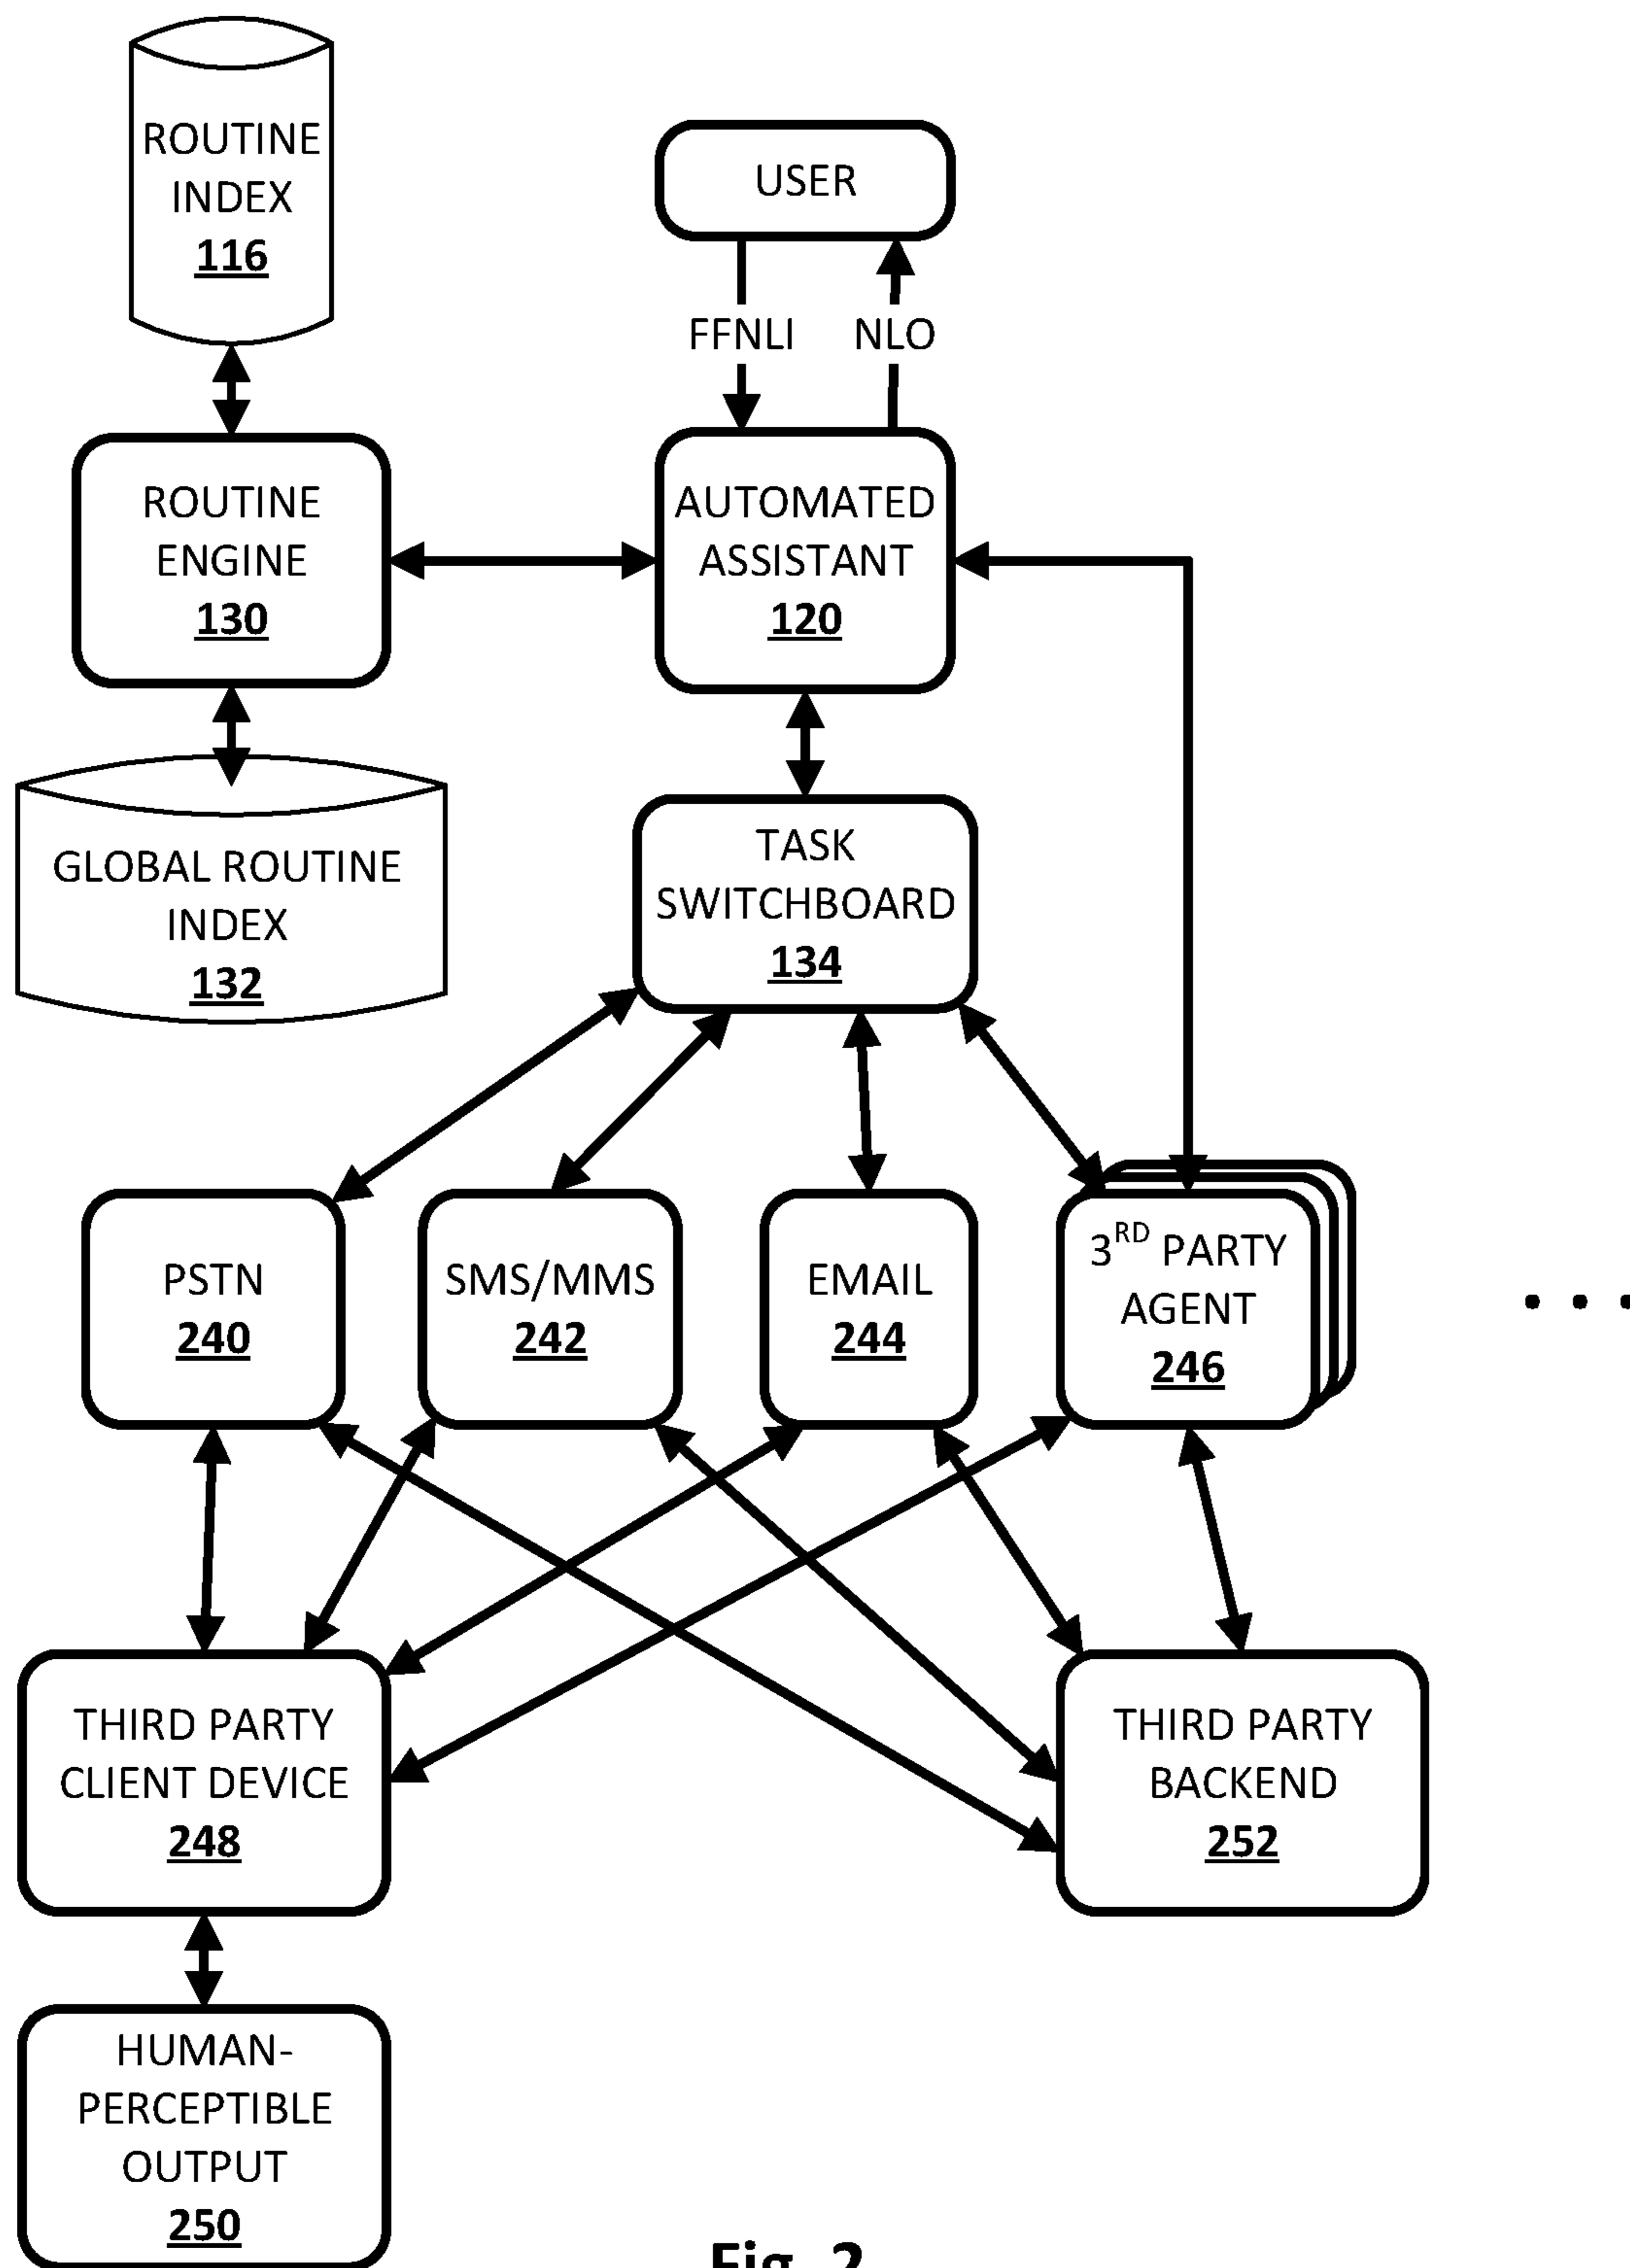 ROUTINE
INDEX
116
USER
FFNLI
NLO
ROUTINE
ENGINE
130
AUTOMATED
ASSISTANT
120
GLOBAL ROUTINE
INDEX
132
TASK
SWITCHBOARD
134
PSTN
240
SMS/MMS
242
EMAIL
244
3RD PARTY
AGENT
246
. . .
THIRD PARTY
CLIENT DEVICE
248
THIRD PARTY
BACKEND
252
HUMAN-
PERCEPTIBLE
OUTPUT
250
Fig. 2